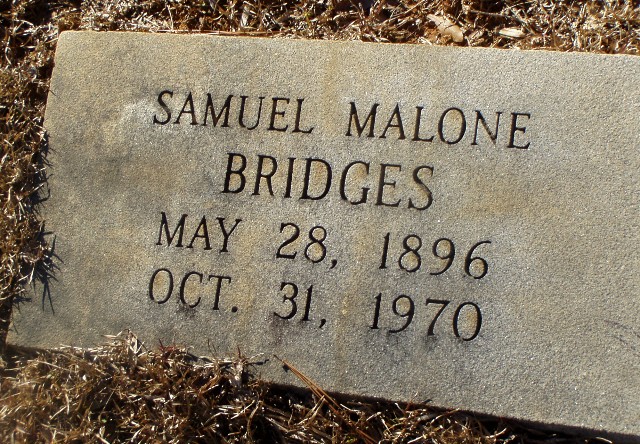 SAMUEL MALONE
BRIDGES
MAY 28, 1896
OCT. 31, 1970